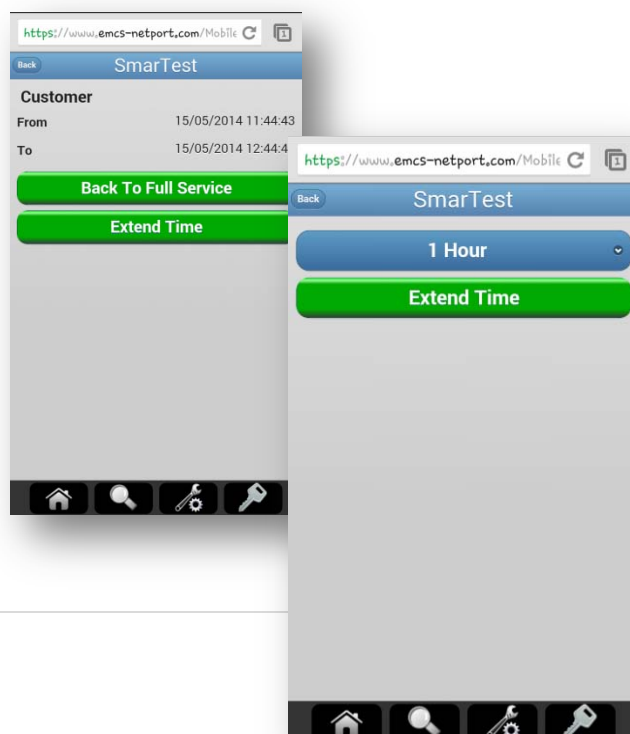 https://www.emcs-netport.com/Mobile
1
Back
SmarTest
Customer
From 15/05/2014 11:44:43
To 15/05/2014 12:44:4
Back To Full Service
Extend Time
https://www.emcs-netport.com/Mobile
1
Back
SmarTest
1 Hour
Extend Time